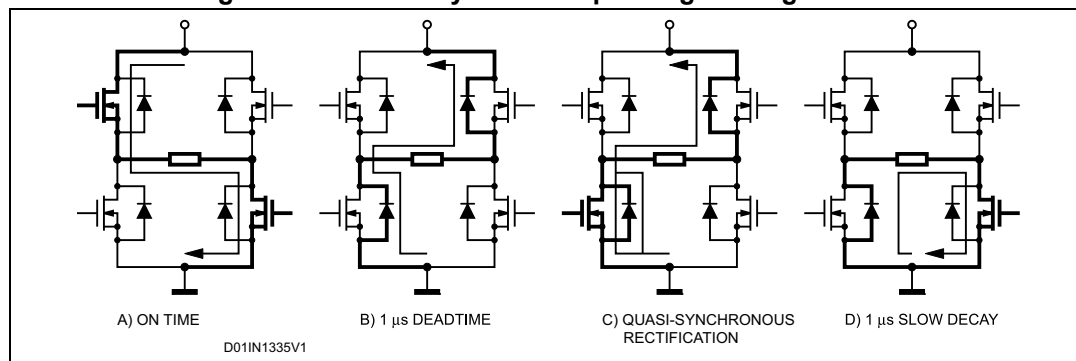 A) ON TIME
B) 1 μs DEADTIME
C) QUASI-SYNCHRONOUS
RECTIFICATION
D) 1 μs SLOW DECAY
D01IN1335V1